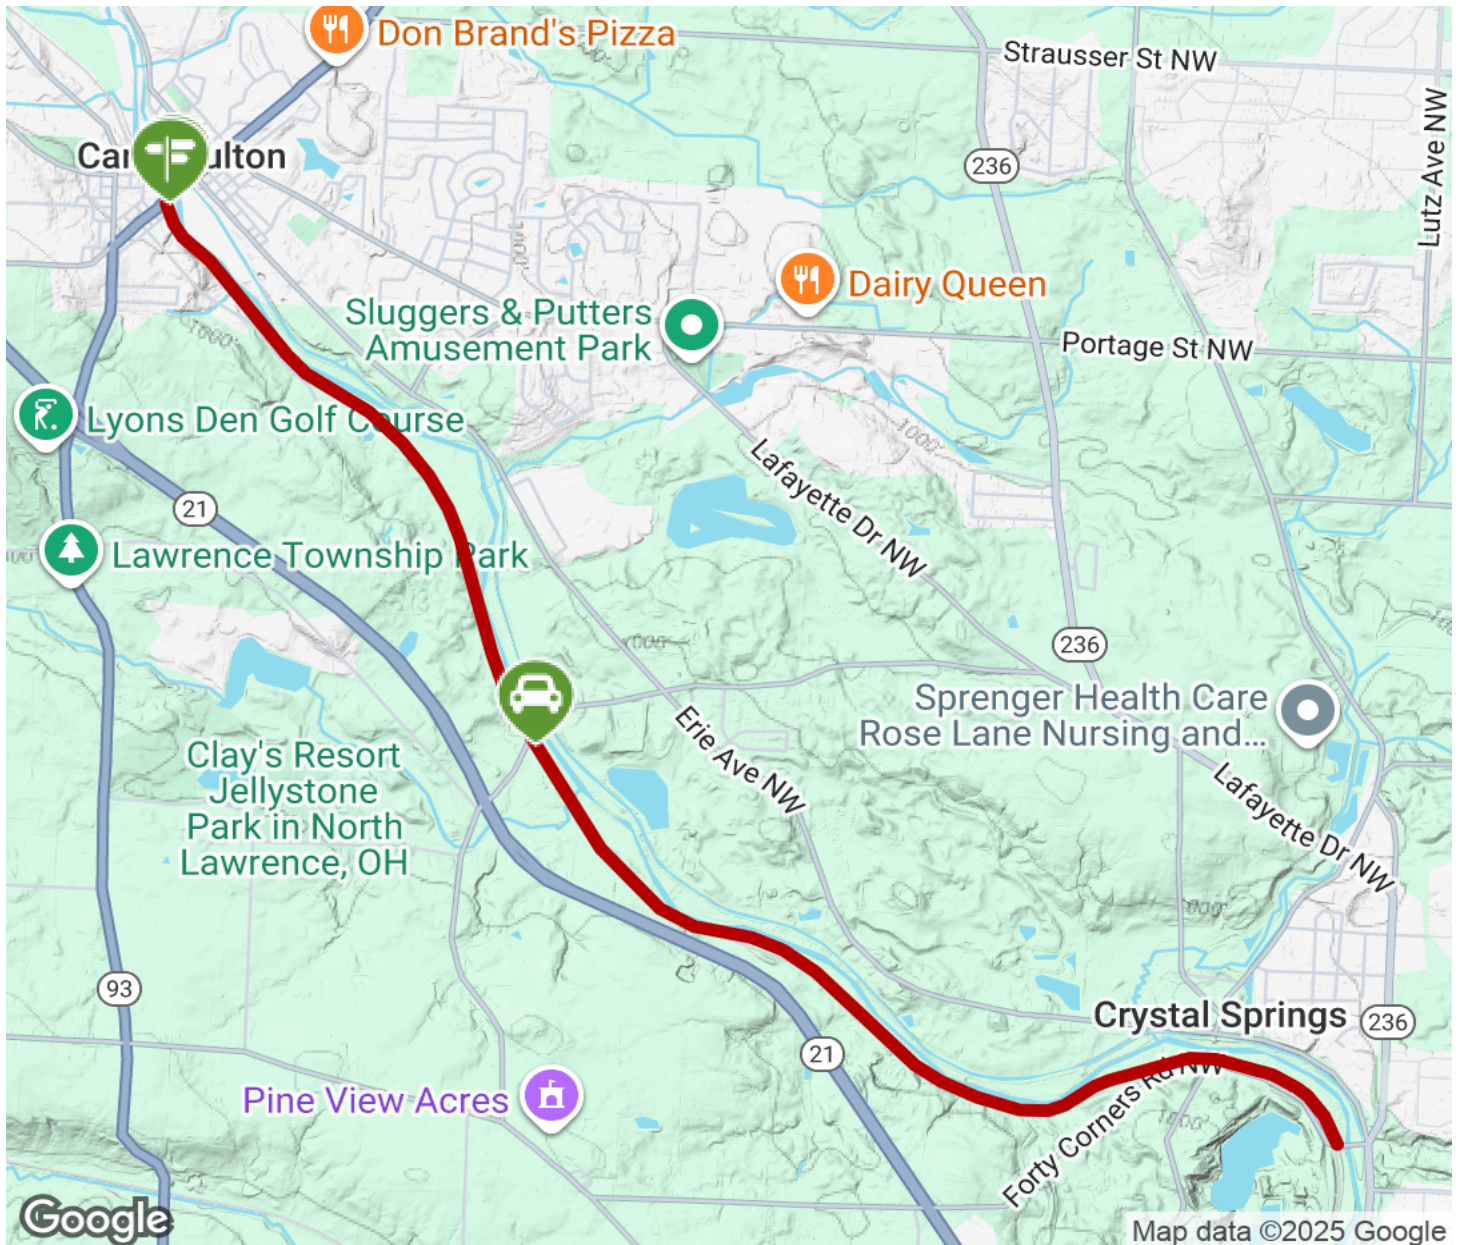 Don Brand's Pizza
Strausser St NW
Lutz Ave NW
236
Dairy Queen
Sluggers & Putters
Amusement Park
Portage St NW
Lyons Den Golf Course
1000'
Lafayette Dr NW
21
Lawrence Township Park
236
Sprenger Health Care
Rose Lane Nursing and...
Erie Ave NW
Clay's Resort
Jellystone
Park in North
Lawrence, OH
Lafayette Dr NW
93
Crystal Springs
236
21
Pine View Acres
Forty Corners Rd NW
Google
Map data ©2025 Google